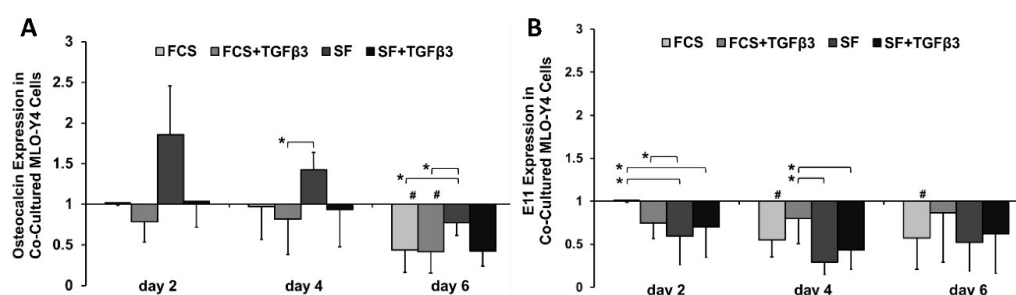 A
Osteocalcin Expression in
Co-Cultured MLO-Y4 Cells
3
2.5
2
1.5
1
0.5
0
FCS FCS+TGFβ3 SF SF+TGFβ3
*
* *
# #
day 2 day 4 day 6
B
E11 Expression in
Co-Cultured MLO-Y4 Cells
3
2.5
2
1.5
1
0.5
0
FCS FCS+TGFβ3 SF SF+TGFβ3
*
* *
* *
# #
day 2 day 4 day 6